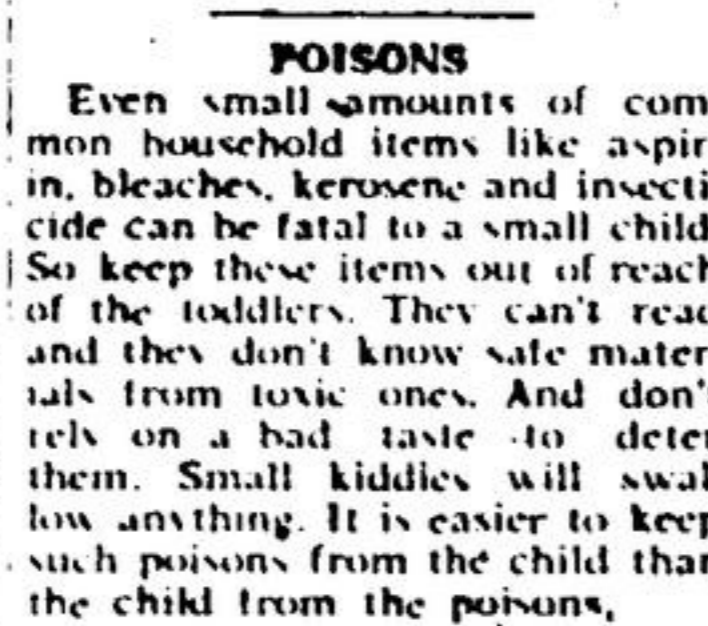 POISONS
Even small amounts of com
mon household items like aspir
in, bleaches, kerosene and insecti
cide can be fatal to a small child
So keep these items out of reach
of the toddlers. They can't read
and they don't know safe mater
ials from toxic ones. And don't
rely on a bad taste to deter
them. Small kiddies will swal
low anything. It is easier to keep
such poisons from the child than
the child from the poisons.